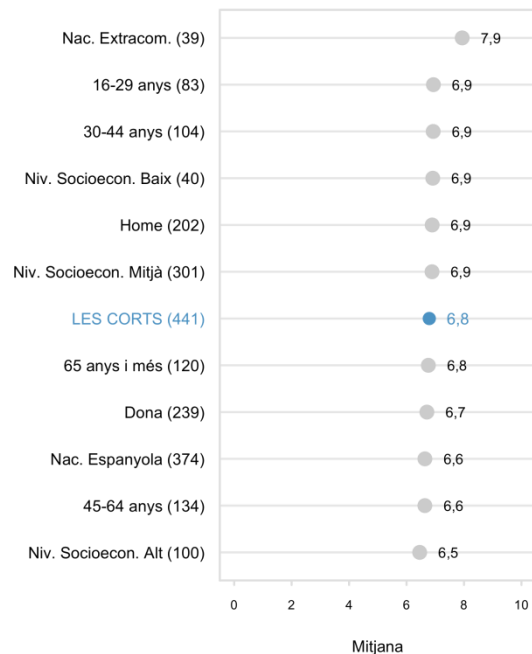 Nac. Extracom. (39) 7,9
16-29 anys (83) 6,9
30-44 anys (104) 6,9
Niv. Socioecon. Baix (40) 6,9
Home (202) 6,9
Niv. Socioecon. Mitjà (301) 6,9
LES CORTS (441) 6,8
65 anys i més (120) 6,8
Dona (239) 6,7
Nac. Espanyola (374) 6,6
45-64 anys (134) 6,6
Niv. Socioecon. Alt (100) 6,5
0 2 4 6 8 10
Mitjana